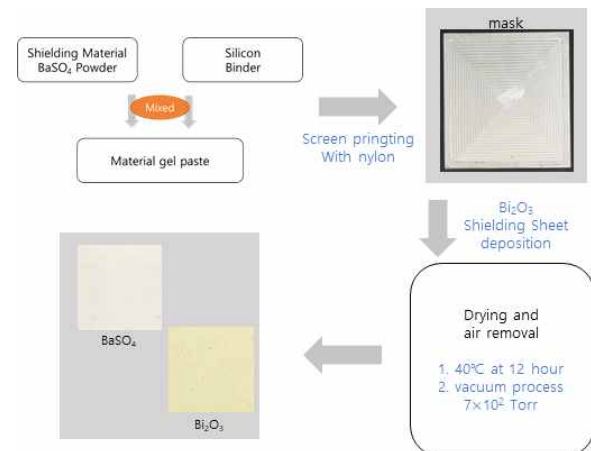 Shielding Material
BaSO₄ Powder
Silicon
Binder
Mixed
Material gel paste
Screen pringting
With nylon
mask
Bi₂O₃
Shielding Sheet
deposition
Drying and
air removal
1. 40℃ at 12 hour
2. vacuum process
7×10² Torr
BaSO₄
Bi₂O₃